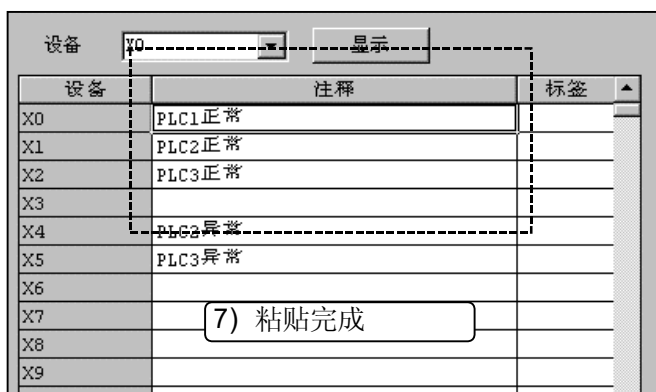 设备 X0 显示
设备 注释 标签
X0 PLC1正常
X1 PLC2正常
X2 PLC3正常
X3
X4 PLC2异常
X5 PLC3异常
X6
X7
X8
X9
7) 粘贴完成